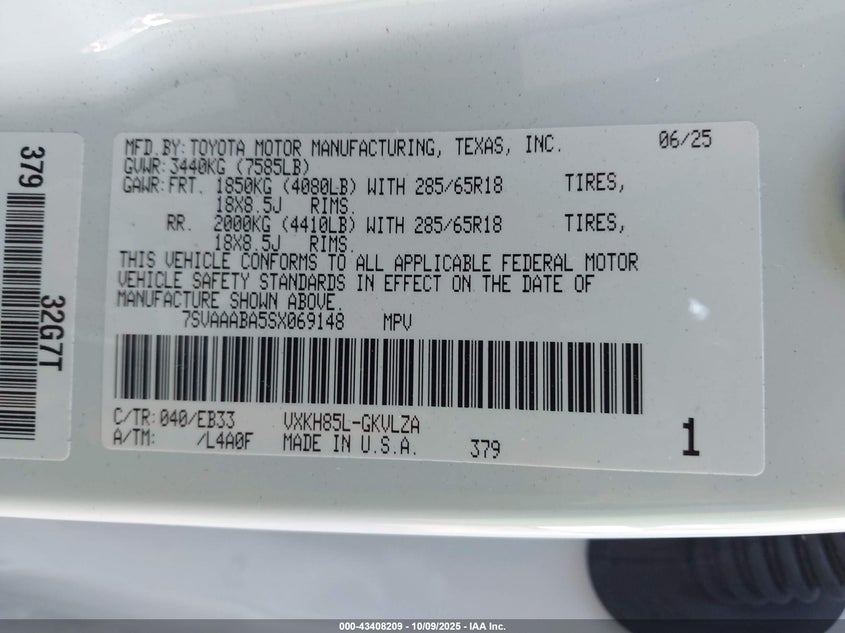 MFD.BY: TOYOTA MOTOR MANUFACTURING, TEXAS, INC. 06/25
GVWR: 3440KG (7585LB)
GAWR: FRT. 1850KG (4080LB) WITH 285/65R18 TIRES,
18X8.5J RIMS.
RR. 2000KG (4410LB) WITH 285/65R18 TIRES,
18X8.5J RIMS.
THIS VEHICLE CONFORMS TO ALL APPLICABLE FEDERAL MOTOR
VEHICLE SAFETY STANDARDS IN EFFECT ON THE DATE OF
MANUFACTURE SHOWN ABOVE.
7SVAAABA5SX069148 MPV
C/TR: 040/EB33 VXKH85L-GKVLZA
A/TM: /L4A0F MADE IN U.S.A. 379 1
379
32G7T
000-43408209 - 10/09/2025 - IAA Inc.